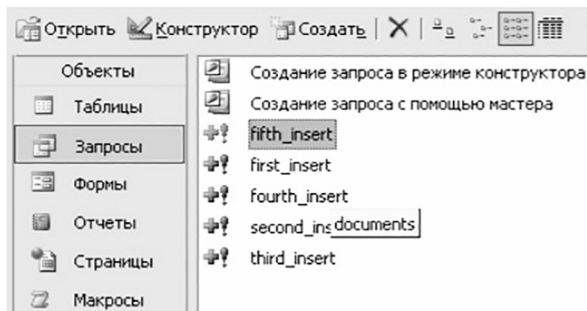 Открыть Конструктор Создать
Объекты
Таблицы
Запросы
Формы
Отчеты
Страницы
Макросы
Создание запроса в режиме конструктора
Создание запроса с помощью мастера
fifth_insert
first_insert
fourth_insert
second_ins
documents
third_insert